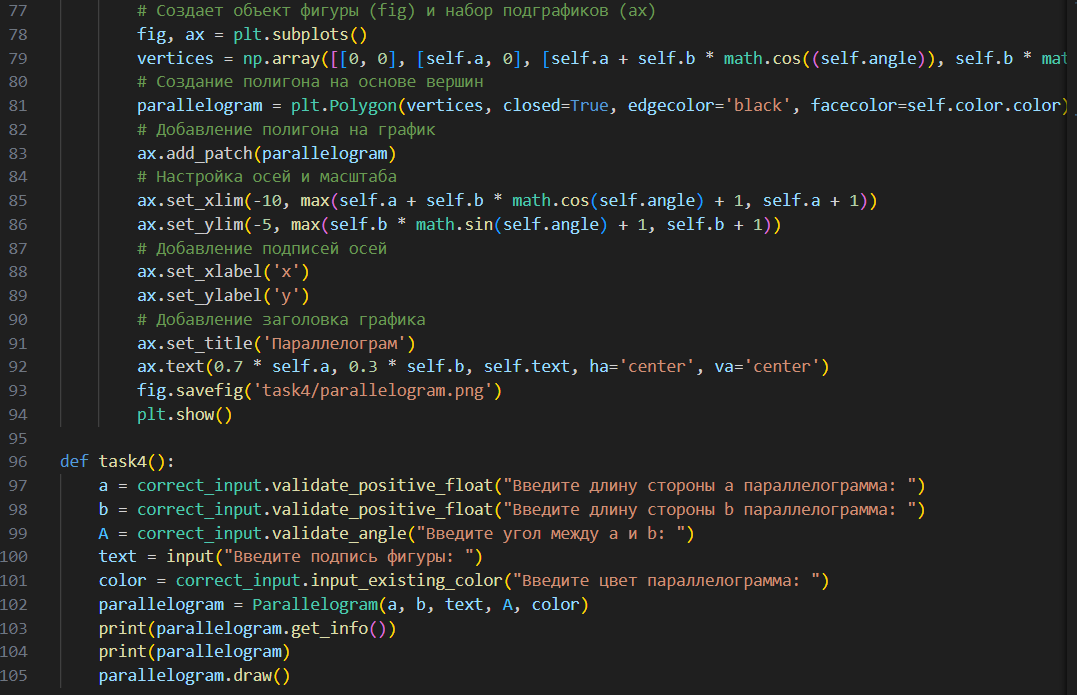 77 # Создает объект фигуры (fig) и набор подграфиков (ax)
78 fig, ax = plt.subplots()
79 vertices = np.array([[0, 0], [self.a, 0], [self.a + self.b * math.cos((self.angle)), self.b * mat
80 # Создание полигона на основе вершин
81 parallelogram = plt.Polygon(vertices, closed=True, edgecolor='black', facecolor=self.color.color)
82 # Добавление полигона на график
83 ax.add_patch(parallelogram)
84 # Настройка осей и масштаба
85 ax.set_xlim(-10, max(self.a + self.b * math.cos(self.angle) + 1, self.a + 1))
86 ax.set_ylim(-5, max(self.b * math.sin(self.angle) + 1, self.b + 1))
87 # Добавление подписей осей
88 ax.set_xlabel('x')
89 ax.set_ylabel('y')
90 # Добавление заголовка графика
91 ax.set_title('Параллелограм')
92 ax.text(0.7 * self.a, 0.3 * self.b, self.text, ha='center', va='center')
93 fig.savefig('task4/parallelogram.png')
94 plt.show()
95
96 def task4():
97 a = correct_input.validate_positive_float("Введите длину стороны a параллелограмма: ")
98 b = correct_input.validate_positive_float("Введите длину стороны b параллелограмма: ")
99 A = correct_input.validate_angle("Введите угол между a и b: ")
100 text = input("Введите подпись фигуры: ")
101 color = correct_input.input_existing_color("Введите цвет параллелограмма: ")
102 parallelogram = Parallelogram(a, b, text, A, color)
103 print(parallelogram.get_info())
104 print(parallelogram)
105 parallelogram.draw()